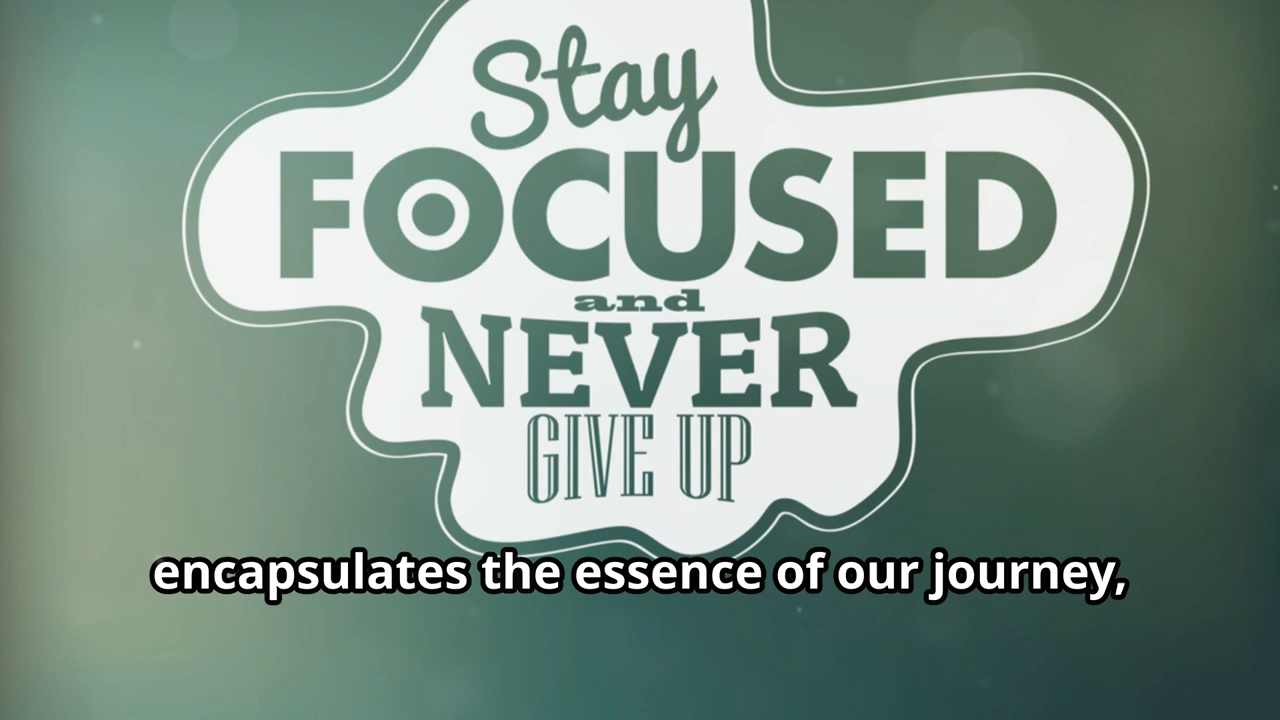 Stay
FOCUSED
and
NEVER
GIVE UP
encapsulates the essence of our journey,